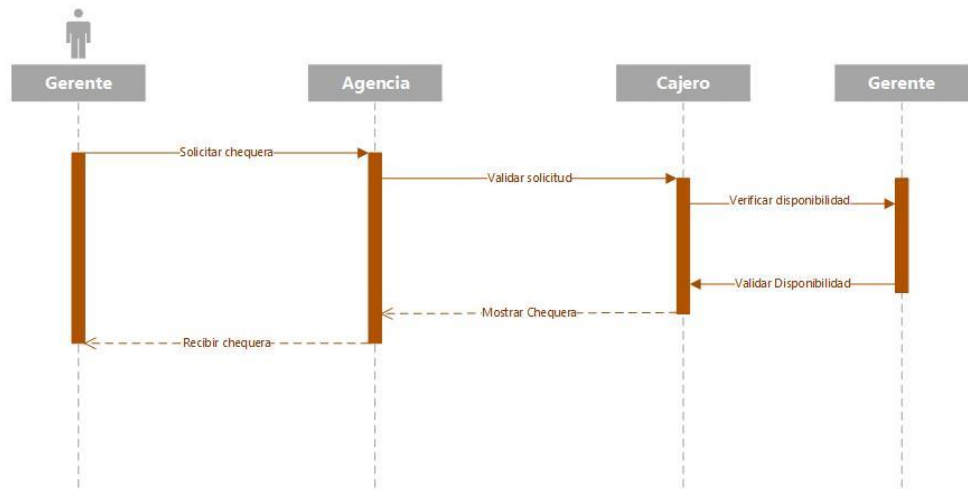 Gerente
Agencia
Cajero
Gerente
Solicitar chequera
Validar solicitud
Verificar disponibilidad
Validar Disponibilidad
Mostrar Chequera
Recibir chequera